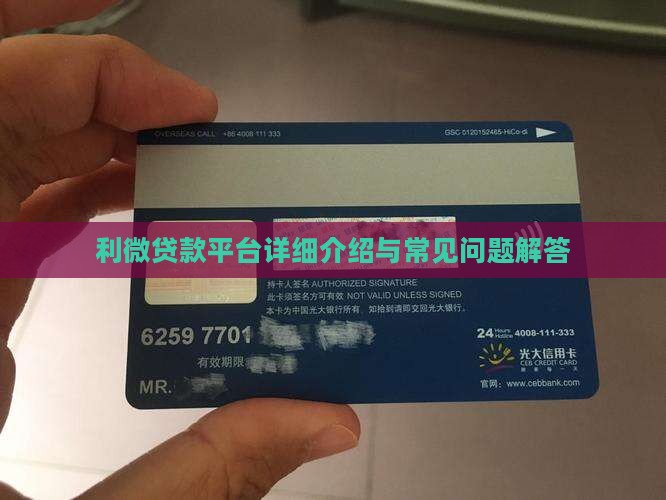 OVERSEAS CALL: +86 4008 111 333
GSC 0120152465-HiCo-di
利微贷款平台详细介绍与常见问题解答
持卡人签名 AUTHORIZED SIGNATURE
此卡须签名方可有效 NOT VALID UNLESS SIGNED
本卡为中国光大银行所有,如拾到请即交回光大银行。
6259 7701
24 Hours Hotline 4008-111-333
有效期限
光大信用卡
CEB CREDIT CARD
MR.
官网：www.cebbank.com